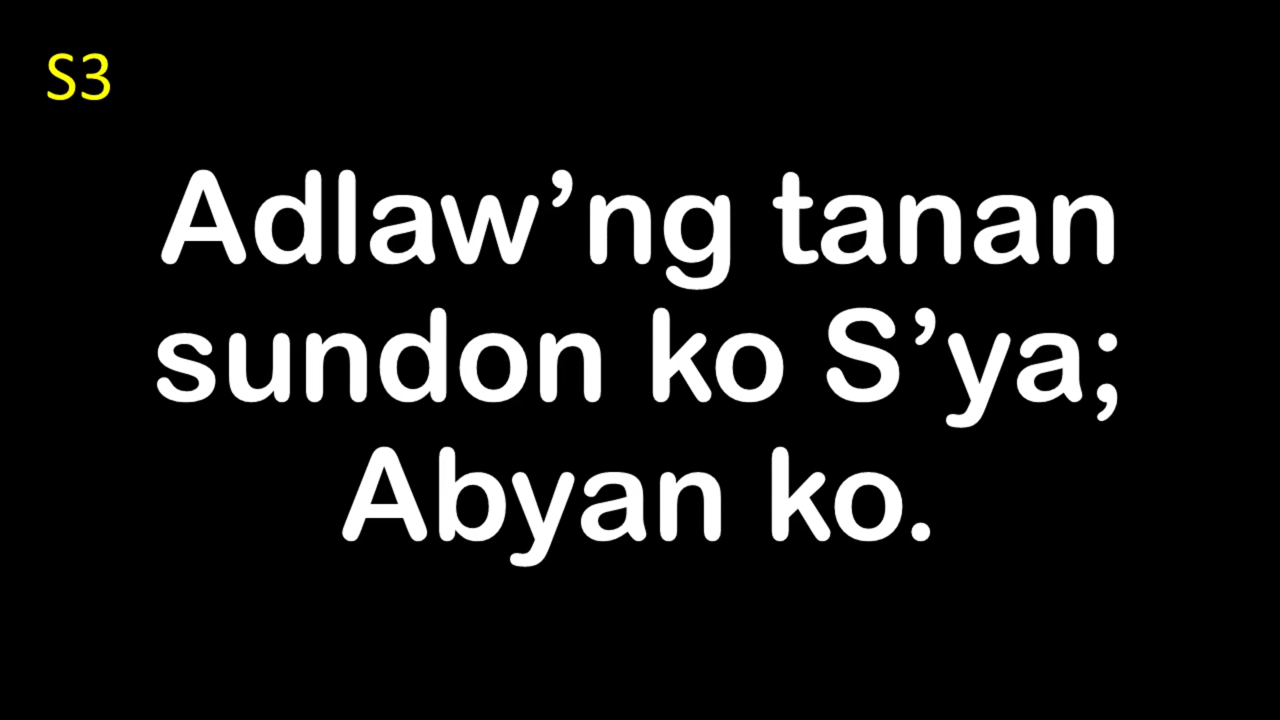 S3
Adlaw’ng tanan
sundon ko S’ya;
Abyan ko.